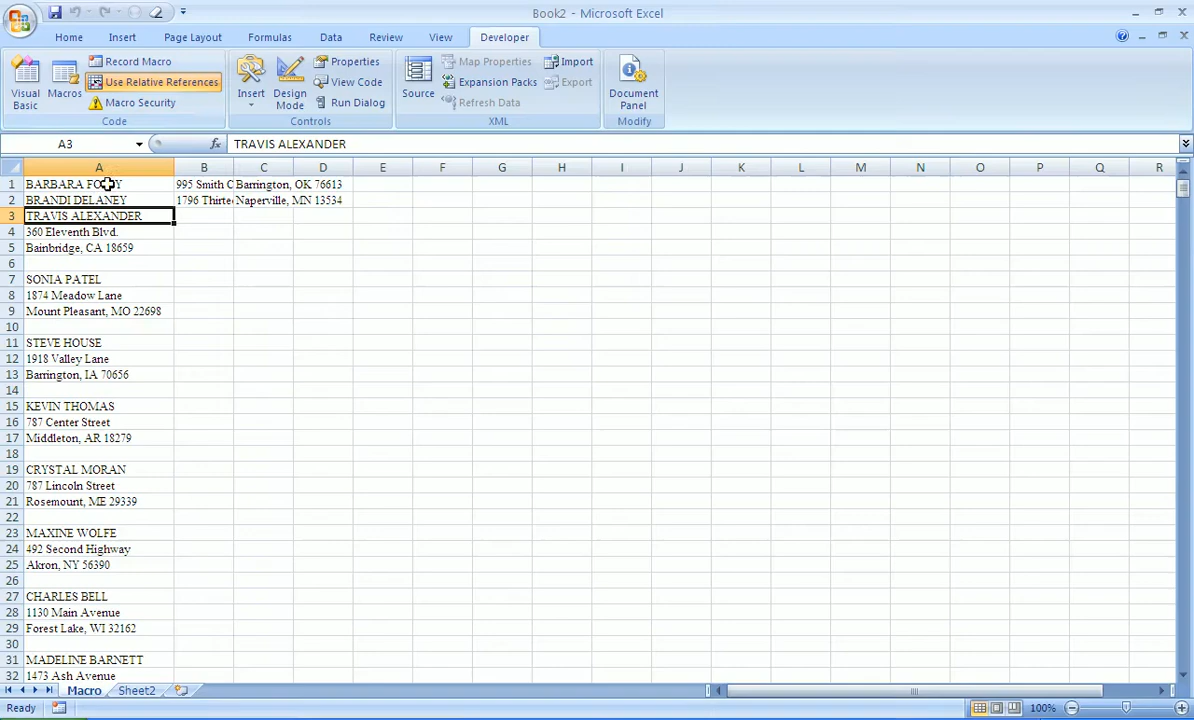 Book2 - Microsoft Excel
Home Insert Page Layout Formulas Data Review View Developer
Visual Basic
Macros
Record Macro
Use Relative References
Macro Security
Code
Insert
Design Mode
Properties
View Code
Run Dialog
Controls
Source
Map Properties
Expansion Packs
Refresh Data
Import
Export
XML
Document Panel
Modify
A3 fx TRAVIS ALEXANDER
A B C D E F G H I J K L M N O P Q R
1 BARBARA 995 Smith C Barrington, OK 76613
2 BRANDI DELANEY 1796 Thirte Naperville, MN 13534
3 TRAVIS ALEXANDER
4 360 Eleventh Blvd.
5 Bainbridge, CA 18659
6
7 SONIA PATEL
8 1874 Meadow Lane
9 Mount Pleasant, MO 22698
10
11 STEVE HOUSE
12 1918 Valley Lane
13 Barrington, IA 70656
14
15 KEVIN THOMAS
16 787 Center Street
17 Middleton, AR 18279
18
19 CRYSTAL MORAN
20 787 Lincoln Street
21 Rosemount, ME 29339
22
23 MAXINE WOLFE
24 492 Second Highway
25 Akron, NY 56390
26
27 CHARLES BELL
28 1130 Main Avenue
29 Forest Lake, WI 32162
30
31 MADELINE BARNETT
32 1473 Ash Avenue
Macro Sheet2
Ready 100%